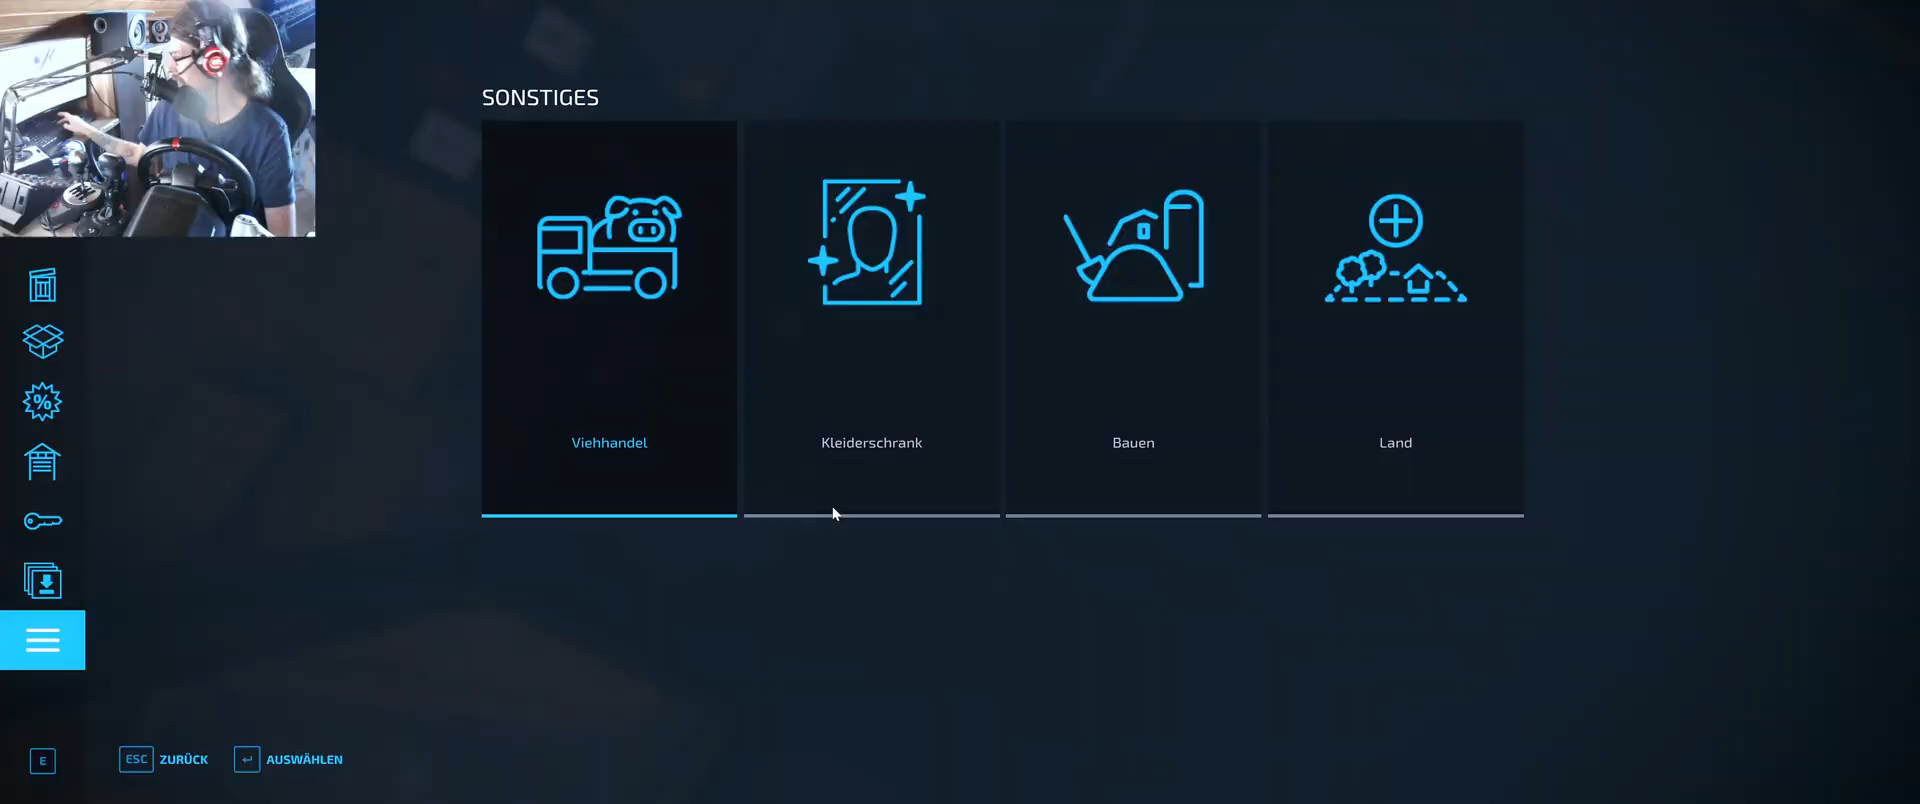 SONSTIGES
Viehhandel
Kleiderschrank
Bauen
Land
%
E
ESC ZURÜCK
AUSWÄHLEN